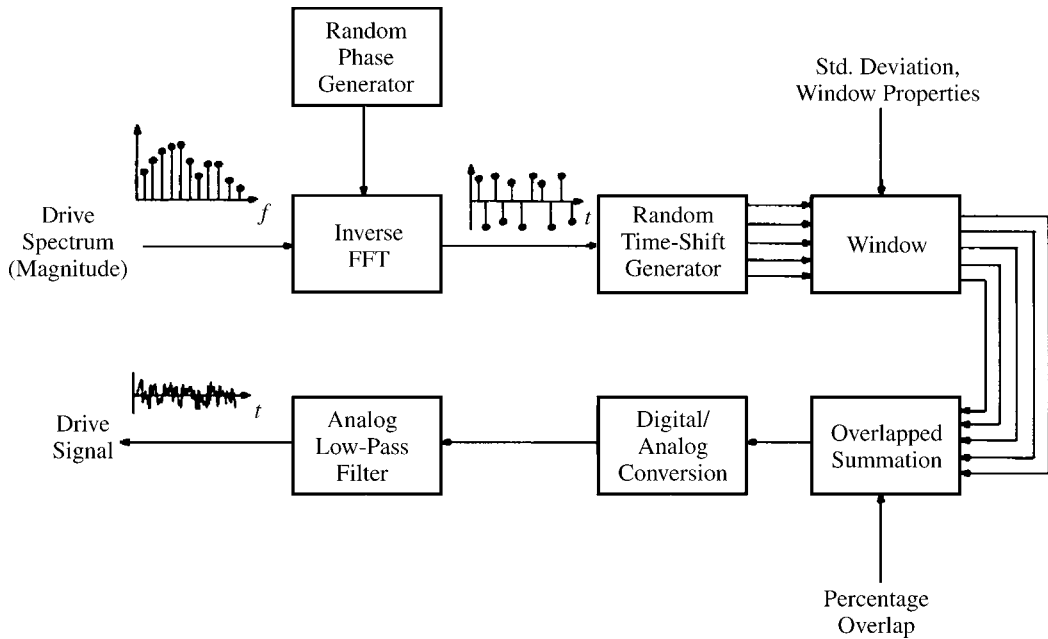 Random
Phase
Generator
Std. Deviation,
Window Properties
f
t
Drive
Spectrum
(Magnitude)
Inverse
FFT
Random
Time-Shift
Generator
Window
t
Drive
Signal
Analog
Low-Pass
Filter
Digital/
Analog
Conversion
Overlapped
Summation
Percentage
Overlap